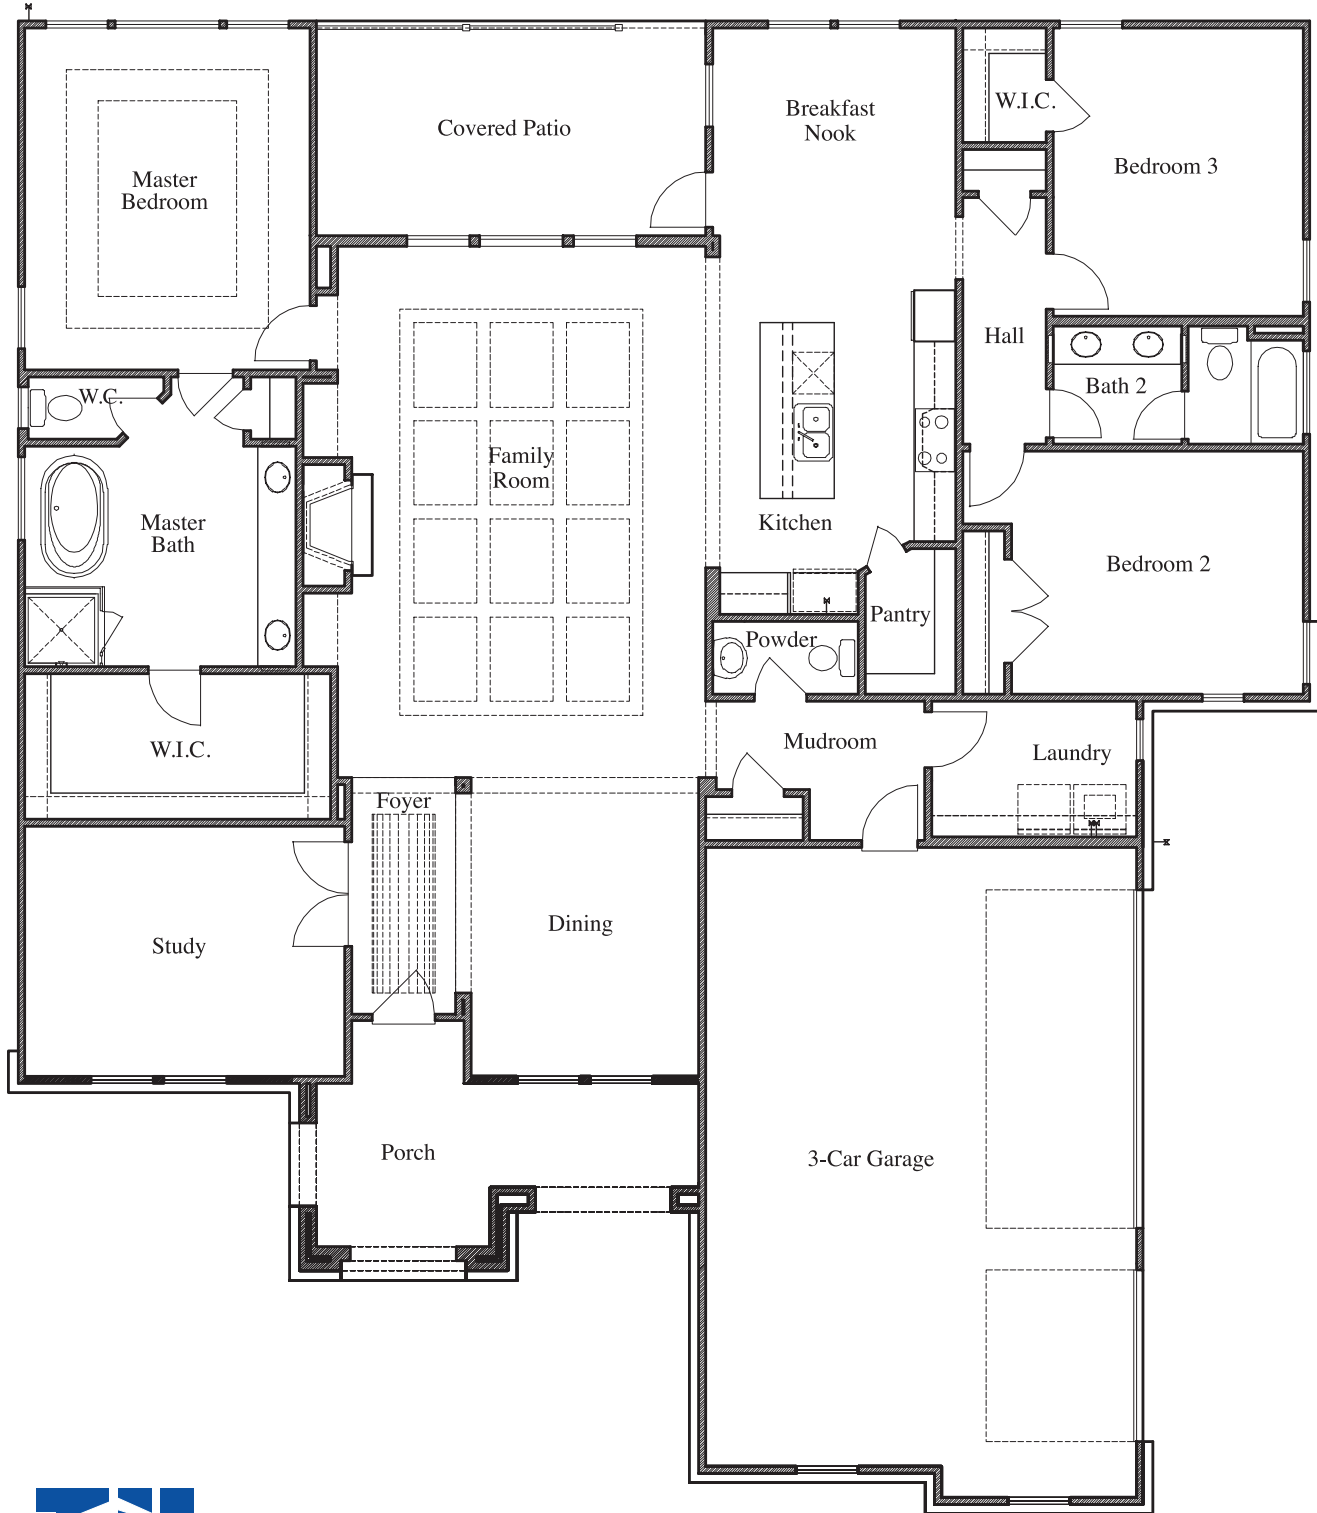 W.I.C.
Breakfast
Nook
Covered Patio
Bedroom 3
Master
Bedroom
Hall
Bath 2
W.C.
Family
Room
Master
Bath
Kitchen
Bedroom 2
Pantry
Powder
W.I.C.
Mudroom
Laundry
Foyer
Dining
Study
Porch
3-Car Garage